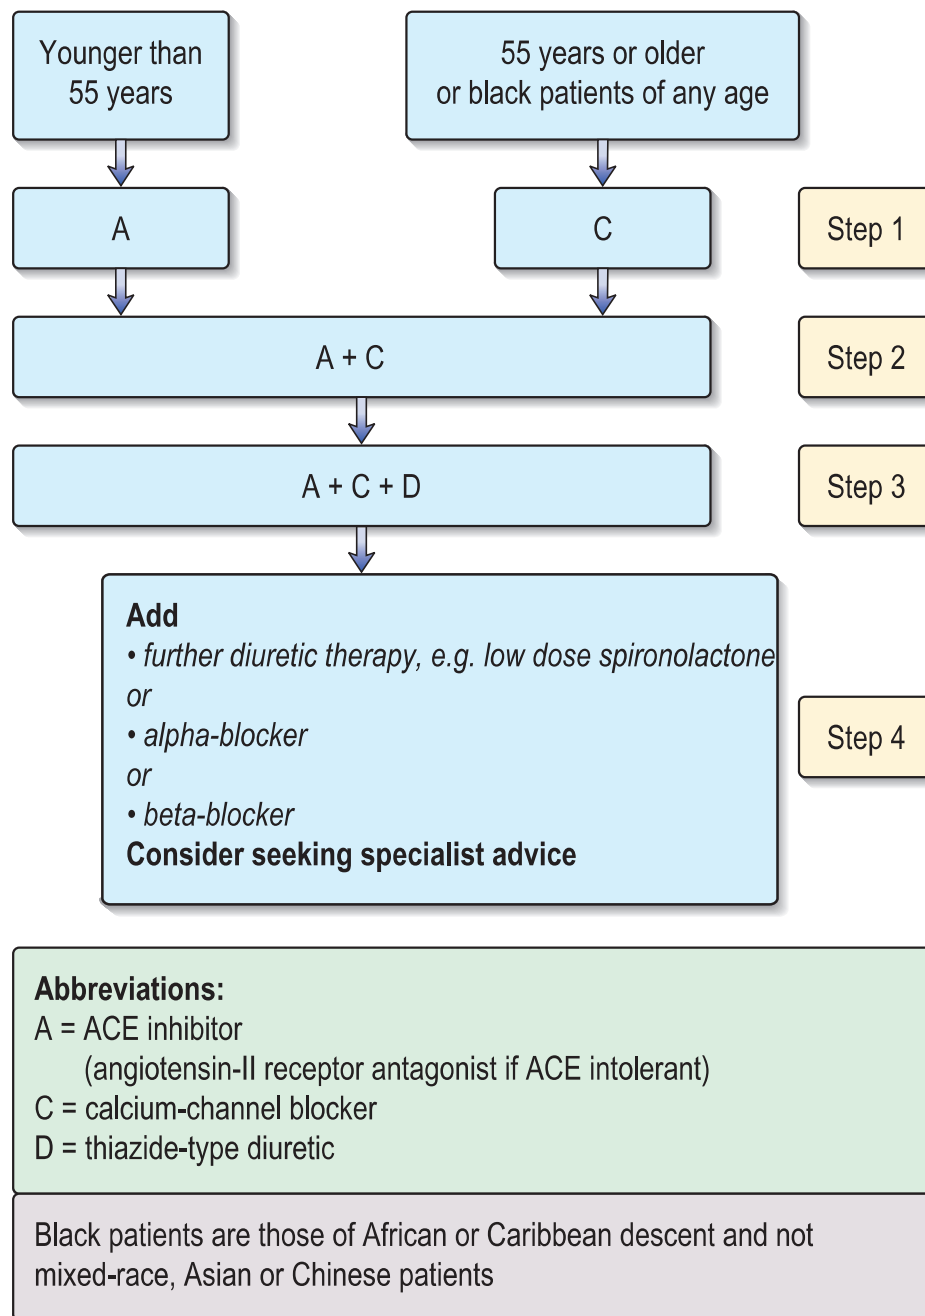 Younger than
55 years
55 years or older
or black patients of any age
A
C
Step 1
A + C
Step 2
A + C + D
Step 3
Add
• further diuretic therapy, e.g. low dose spironolactone
or
• alpha-blocker
or
• beta-blocker
Consider seeking specialist advice
Step 4
Abbreviations:
A = ACE inhibitor
(angiotensin-II receptor antagonist if ACE intolerant)
C = calcium-channel blocker
D = thiazide-type diuretic
Black patients are those of African or Caribbean descent and not
mixed-race, Asian or Chinese patients